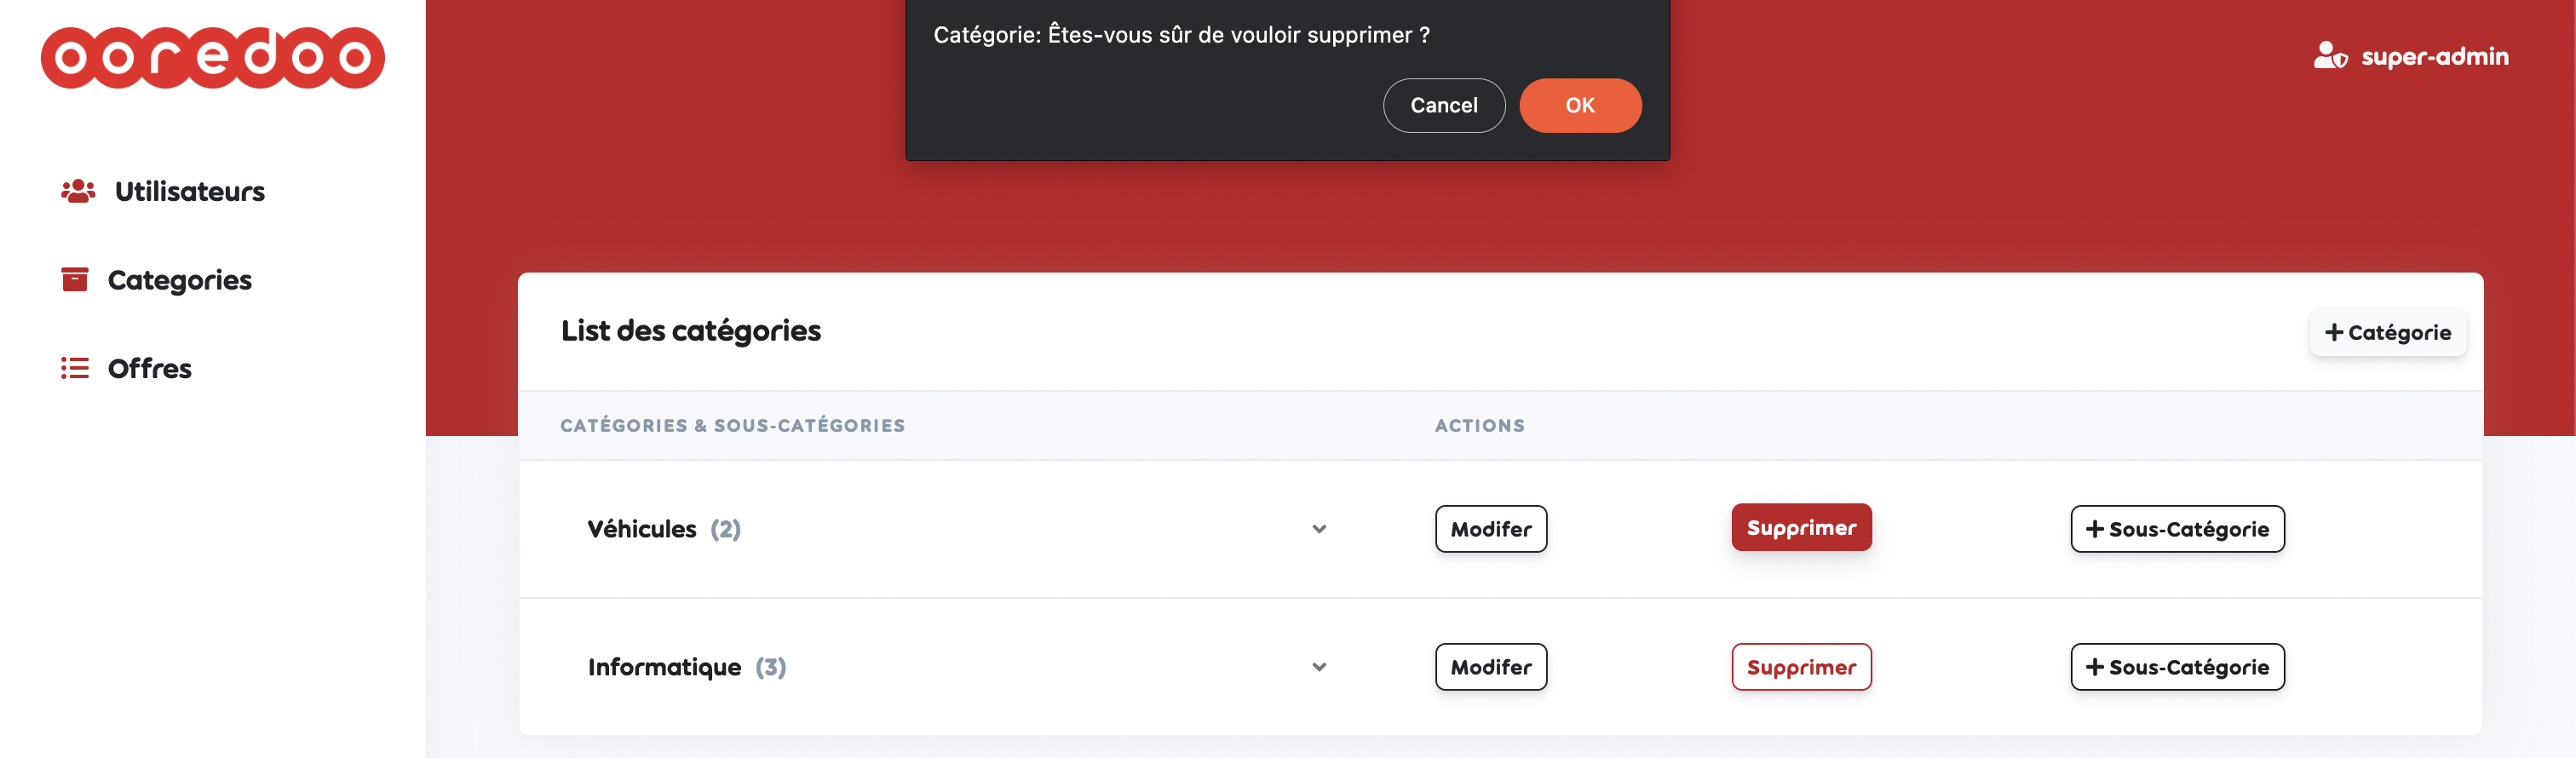 ooredoo
Catégorie: Êtes-vous sûr de vouloir supprimer ?
Cancel
OK
super-admin
Utilisateurs
Categories
Offres
List des catégories
+ Catégorie
CATÉGORIES & SOUS-CATÉGORIES
ACTIONS
Véhicules (2)
Modifer
Supprimer
+ Sous-Catégorie
Informatique (3)
Modifer
Supprimer
+ Sous-Catégorie